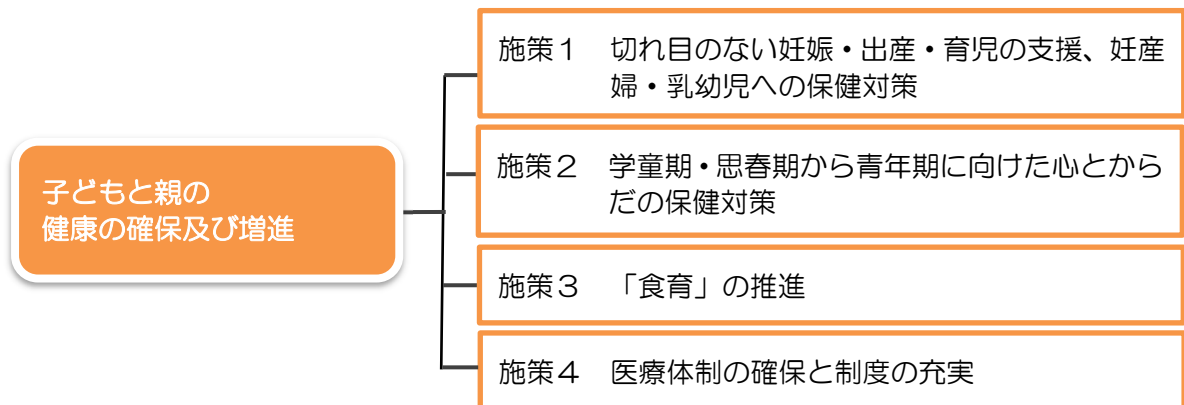 子どもと親の
健康の確保及び増進
施策１　切れ目のない妊娠・出産・育児の支援、妊産
婦・乳幼児への保健対策
施策２　学童期・思春期から青年期に向けた心とから
だの保健対策
施策３　「食育」の推進
施策４　医療体制の確保と制度の充実